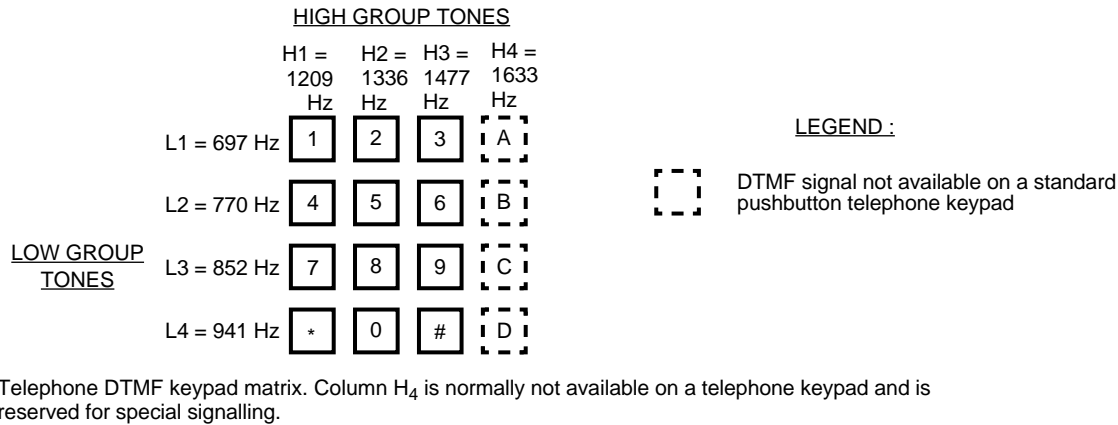 HIGH GROUP TONES
H1 = H2 = H3 = H4 =
1209 1336 1477 1633
Hz Hz Hz Hz
L1 = 697 Hz 1 2 3 A
LEGEND :
L2 = 770 Hz 4 5 6 B
DTMF signal not available on a standard
pushbutton telephone keypad
LOW GROUP
TONES
L3 = 852 Hz 7 8 9 C
L4 = 941 Hz * 0 # D
Telephone DTMF keypad matrix. Column H4 is normally not available on a telephone keypad and is
reserved for special signalling.